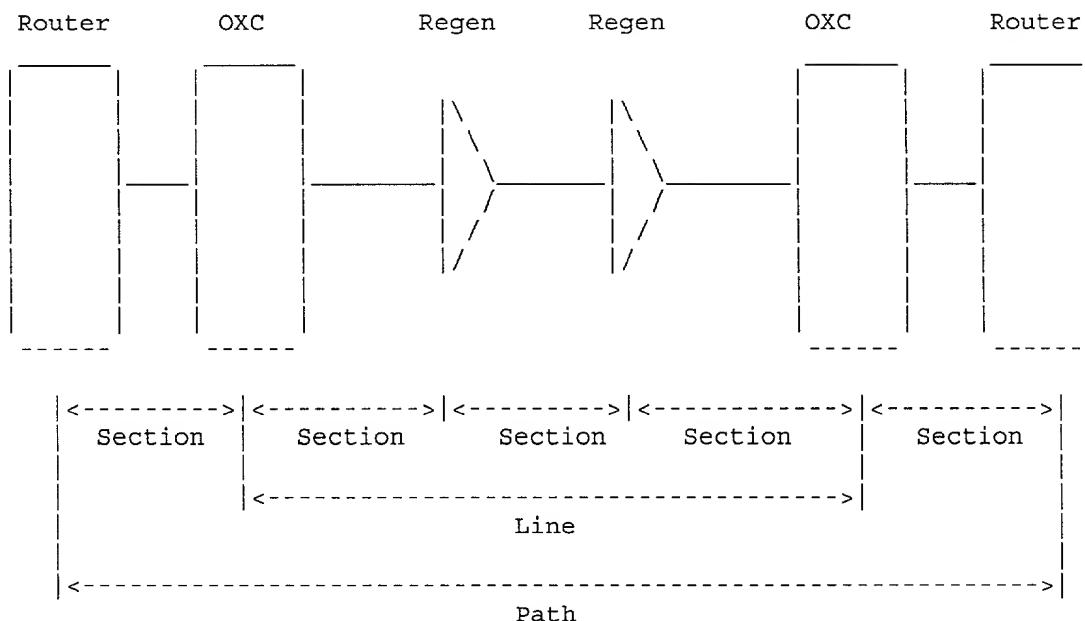 Router OXC Regen Regen OXC Router
Section Section Section Section Section
Line
Path